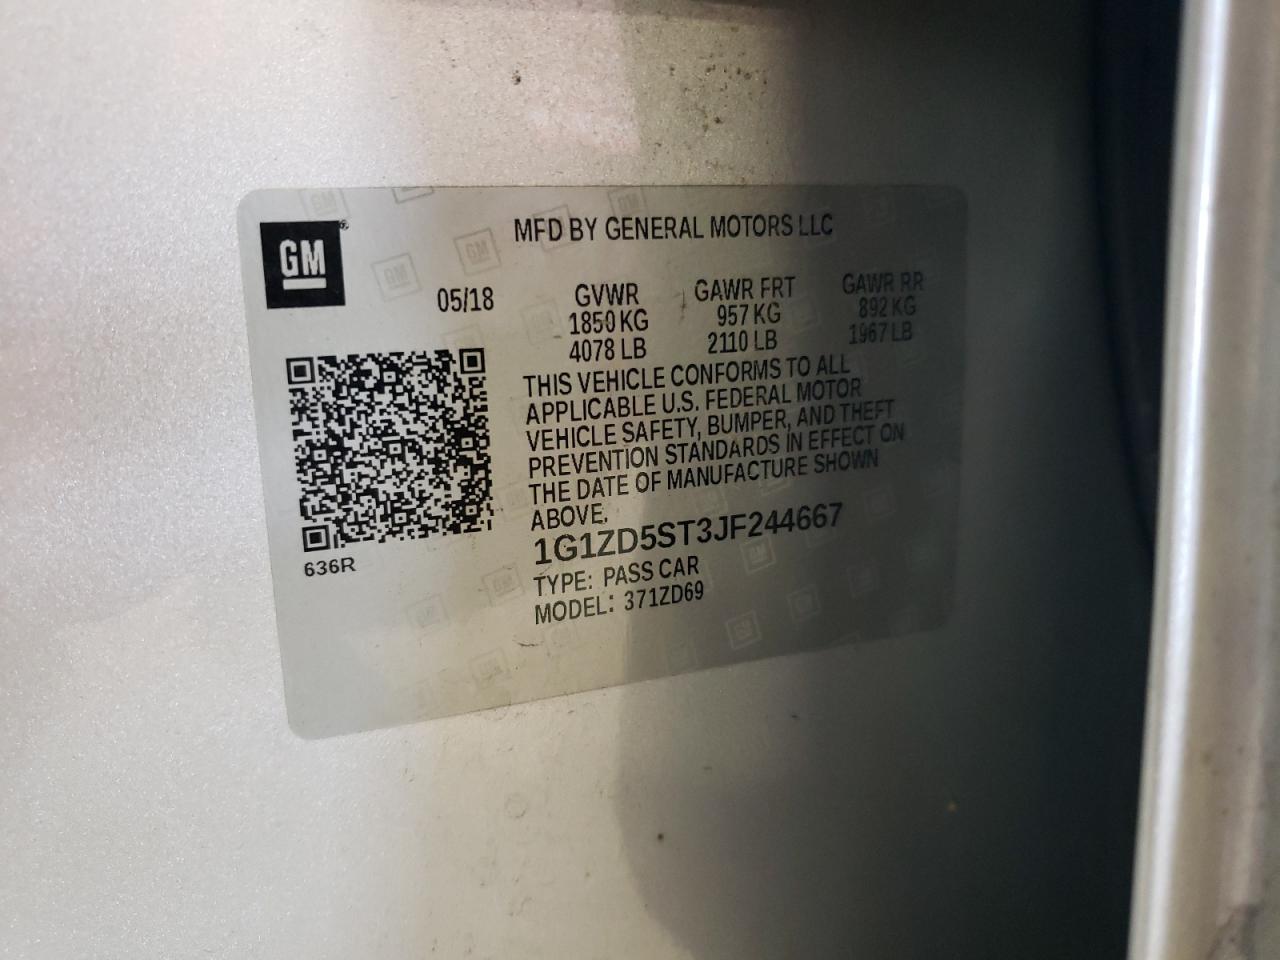 MFD BY GENERAL MOTORS LLC
GM
05/18 GVWR GAWR FRT GAWR RR
1850 KG 957 KG 892 KG
4078 LB 2110 LB 1967 LB
THIS VEHICLE CONFORMS TO ALL
APPLICABLE U.S. FEDERAL MOTOR
VEHICLE SAFETY, BUMPER, AND THEFT
PREVENTION STANDARDS IN EFFECT ON
THE DATE OF MANUFACTURE SHOWN
ABOVE.
1G1ZD5ST3JF244667
636R
TYPE: PASS CAR
MODEL: 371ZD69